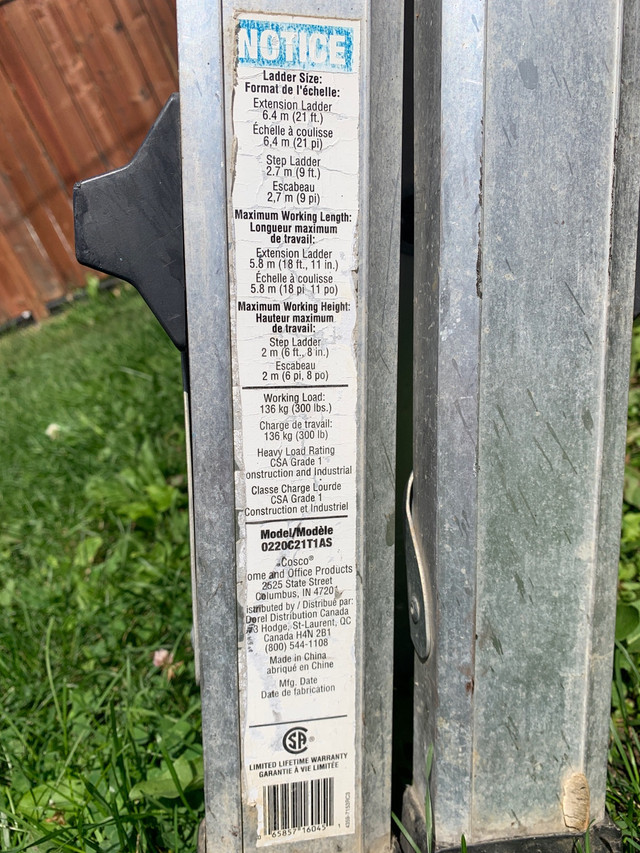 NOTICE
Ladder Size:
Format de l'échelle:
Extension Ladder
6.4 m (21 ft.)
Échelle à coulisse
6,4 m (21 pi)
Step Ladder
2.7 m (9 ft.)
Escabeau
2,7 m (9 pi)
Maximum Working Length:
Longueur maximum
de travail:
Extension Ladder
5.8 m (18 ft., 11 in.)
Échelle à coulisse
5.8 m (18 pi 11 po)
Maximum Working Height:
Hauteur maximum
de travail:
Step Ladder
2 m (6 ft., 8 in.)
Escabeau
2 m (6 pi, 8 po)
Working Load:
136 kg (300 lbs.)
Charge de travail:
136 kg (300 lb)
Heavy Load Rating
CSA Grade 1
onstruction and Industrial
Classe Charge Lourde
CSA Grade 1
Construction et Industriel
Model/Modèle
0220C21T1AS
Cosco®
ome and Office Products
2525 State Street
Columbus, IN 47201
istributed by / Distribué par:
Dorel Distribution Canada
3 Hodge, St-Laurent, QC
Canada H4N 2B1
(800) 544-1108
Made in China
abriqué en Chine
Mfg. Date
Date de fabrication
CSA®
LIMITED LIFETIME WARRANTY
GARANTIE À VIE LIMITÉE
65857 16045 1